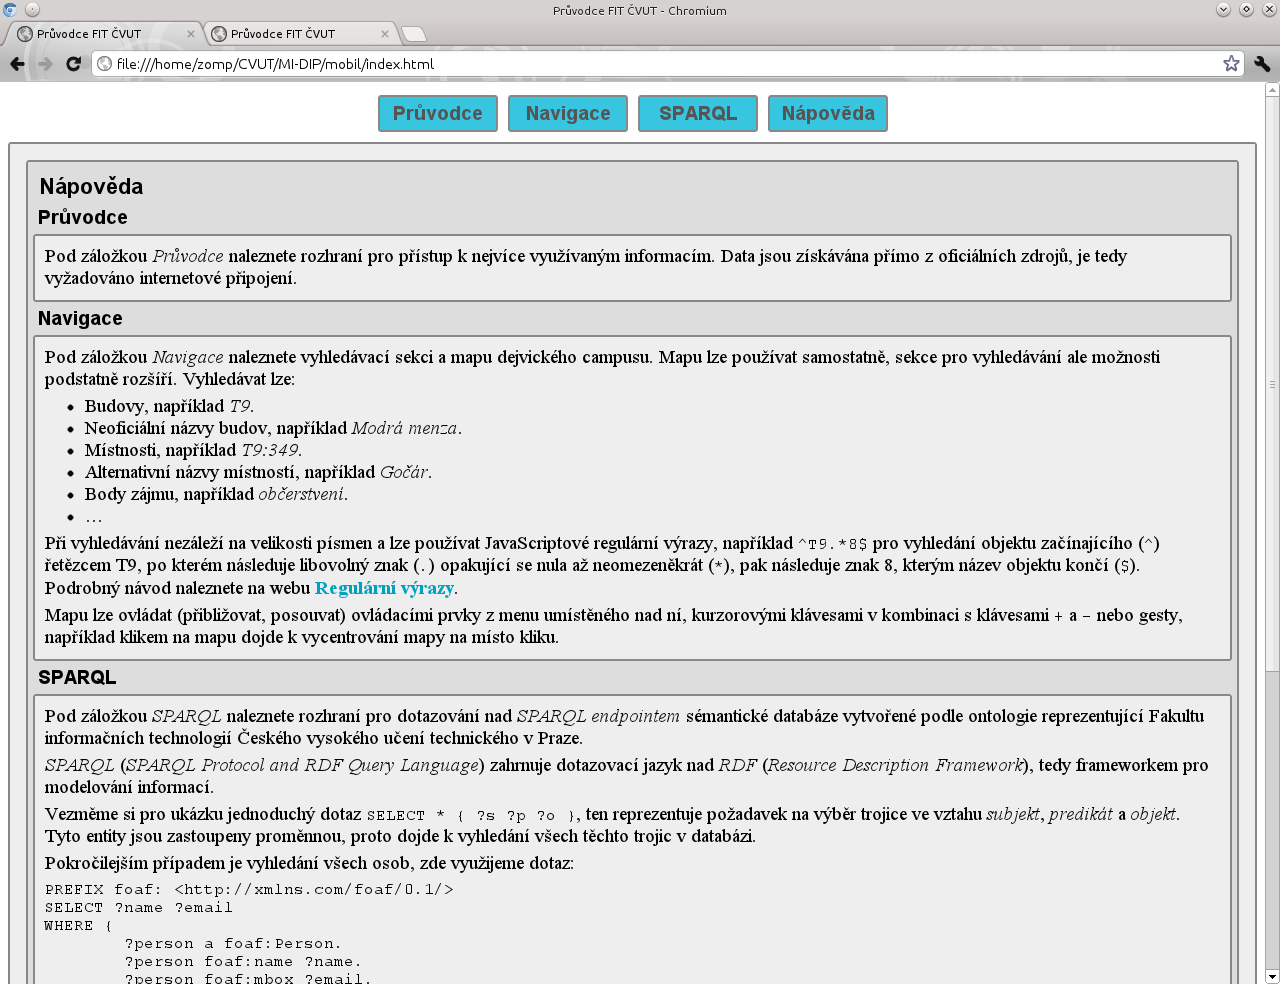 Průvodce FIT ČVUT - Chromium
Průvodce FIT ČVUT
Průvodce FIT ČVUT
file:///home/zomp/CVUT/MI-DIP/mobil/index.html
Průvodce Navigace SPARQL Nápověda
Nápověda
Průvodce
Pod záložkou Průvodce naleznete rozhraní pro přístup k nejvíce využívaným informacím. Data jsou získávána přímo z oficiálních zdrojů, je tedy
vyžadováno internetové připojení.
Navigace
Pod záložkou Navigace naleznete vyhledávací sekci a mapu dejvického campusu. Mapu lze používat samostatně, sekce pro vyhledávání ale možnosti
podstatně rozšíří. Vyhledávat lze:
• Budovy, například T9.
• Neoficiální názvy budov, například Modrá menza.
• Místnosti, například T9:349.
• Alternativní názvy místností, například Gočár.
• Body zájmu, například občerstvení.
• ...
Při vyhledávání nezáleží na velikosti písmen a lze používat JavaScriptové regulární výrazy, například ^T9.*8$ pro vyhledání objektu začínajícího (^)
řetězcem T9, po kterém následuje libovolný znak (.) opakující se nula až neomezeněkrát (*), pak následuje znak 8, kterým název objektu končí ($).
Podrobný návod naleznete na webu Regulární výrazy.
Mapu lze ovládat (přibližovat, posouvat) ovládacími prvky z menu umístěného nad ní, kurzorovými klávesami v kombinaci s klávesami + a − nebo gesty,
například klikem na mapu dojde k vycentrování mapy na místo kliku.
SPARQL
Pod záložkou SPARQL naleznete rozhraní pro dotazování nad SPARQL endpointem sémantické databáze vytvořené podle ontologie reprezentující Fakultu
informačních technologií Českého vysokého učení technického v Praze.
SPARQL (SPARQL Protocol and RDF Query Language) zahrnuje dotazovací jazyk nad RDF (Resource Description Framework), tedy frameworkem pro
modelování informací.
Vezměme si pro ukázku jednoduchý dotaz SELECT * { ?s ?p ?o }, ten reprezentuje požadavek na výběr trojice ve vztahu subjekt, predikát a objekt.
Tyto entity jsou zastoupeny proměnnou, proto dojde k vyhledání všech těchto trojic v databázi.
Pokročilejším případem je vyhledání všech osob, zde využijeme dotaz:
PREFIX foaf: <http://xmlns.com/foaf/0.1/>
SELECT ?name ?email
WHERE {
?person a foaf:Person.
?person foaf:name ?name.
?person foaf:mbox ?email.